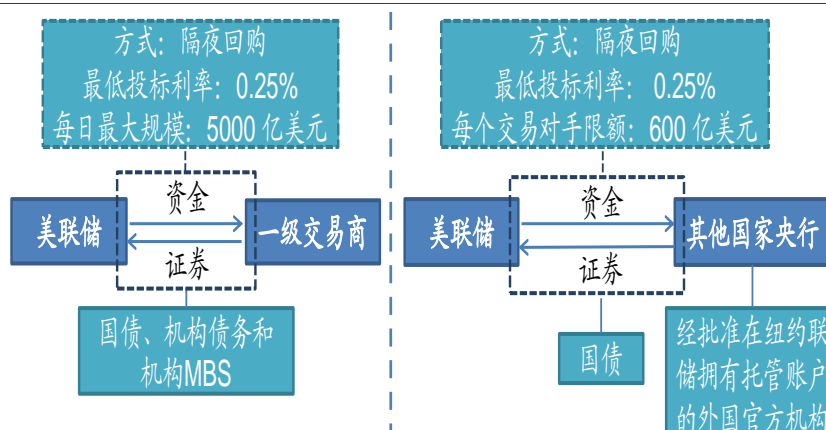 方式：隔夜回购
最低投标利率：0.25%
每日最大规模：5000 亿美元
资金
美联储
一级交易商
证券
国债、机构债务和
机构MBS
方式：隔夜回购
最低投标利率： 0.25%
每个交易对手限额：600 亿美元
资金
美联储
其他国家央行
证券
国债
经批准在纽约联
储拥有托管账户
的外国官方机构